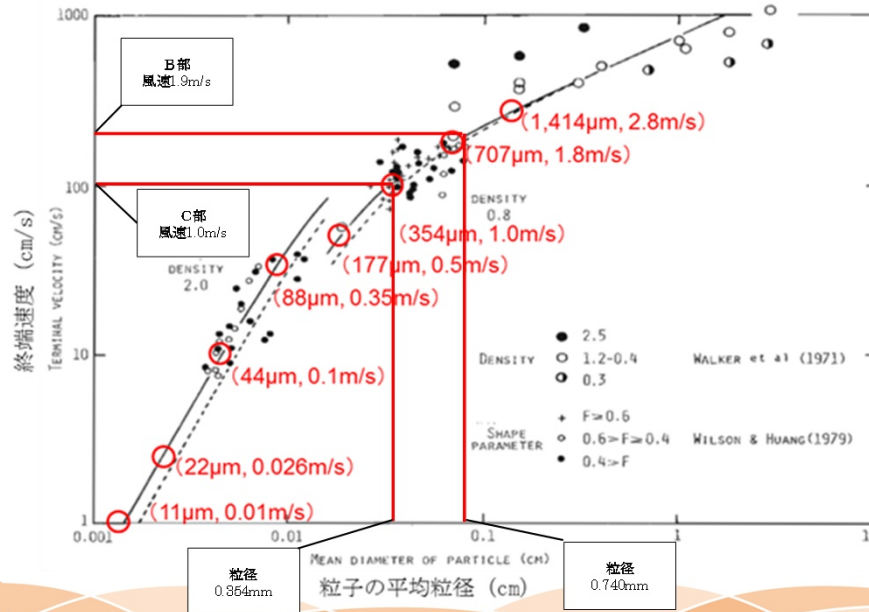 1000
B部
風速1.9m/s
(1,414μm, 2.8m/s)
(707μm, 1.8m/s)
100
DENSITY
0.8
C部
風速1.0m/s
(354μm, 1.0m/s)
DENSITY
2.0
(177μm, 0.5m/s)
(88μm, 0.35m/s)
終端速度 (cm/s)
TERMINAL VELOCITY (CM/S)
10
(44μm, 0.1m/s)
DENSITY
2.5
1.2-0.4
0.3
WALKER et al (1971)
SHAPE
PARAMETER
F≥0.6
0.6>F≥0.4
0.4>F
WILSON & HUANG(1979)
(22μm, 0.026m/s)
(11μm, 0.01m/s)
1
0.001
0.01
0.1
1
MEAN DIAMETER OF PARTICLE (CM)
粒子の平均粒径 (cm)
粒径
0.354mm
粒径
0.740mm